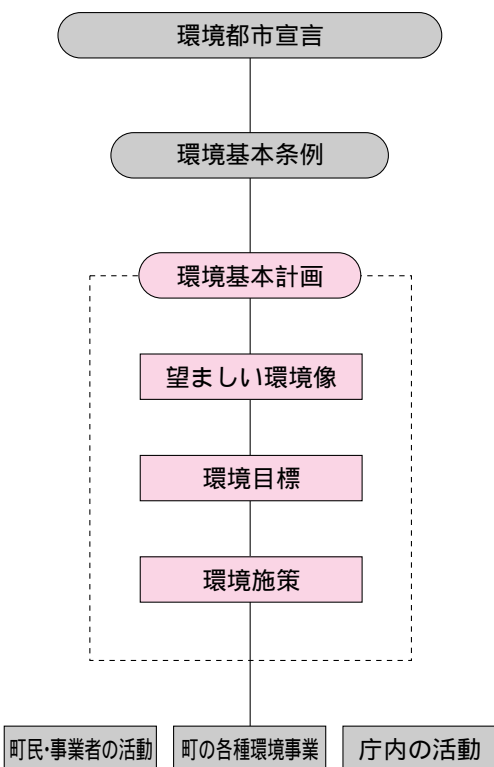 環境都市宣言
環境基本条例
環境基本計画
望ましい環境像
環境目標
環境施策
町民・事業者の活動
町の各種環境事業
庁内の活動